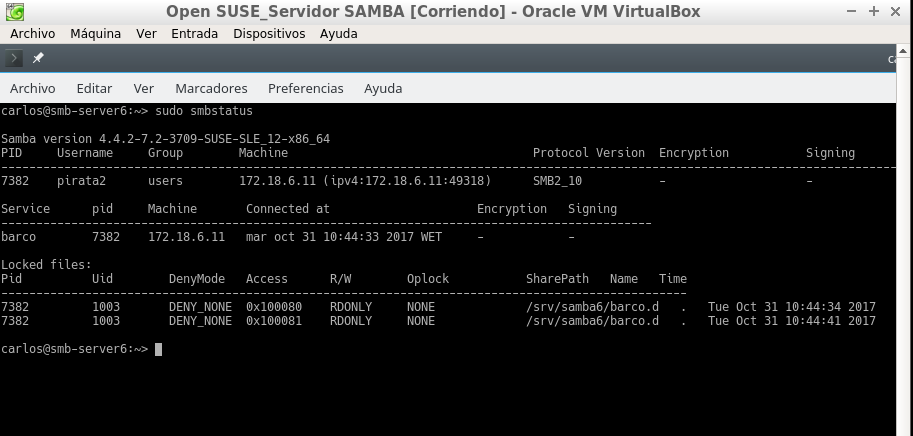 Open SUSE_Servidor SAMBA [Corriendo] - Oracle VM VirtualBox
Archivo Máquina Ver Entrada Dispositivos Ayuda
Archivo Editar Ver Marcadores Preferencias Ayuda
carlos@smb-server6:~> sudo smbstatus
Samba version 4.4.2-7.2-3709-SUSE-SLE_12-x86_64
PID Username Group Machine Protocol Version Encryption Signing
----------------------------------------------------------------------------------------------------------------------------------------
7382 pirata2 users 172.18.6.11 (ipv4:172.18.6.11:49318) SMB2_10 - -
Service pid Machine Connected at Encryption Signing
---------------------------------------------------------------------------------------------
barco 7382 172.18.6.11 mar oct 31 10:44:33 2017 WET - -
Locked files:
Pid Uid DenyMode Access R/W Oplock SharePath Name Time
--------------------------------------------------------------------------------------------------
7382 1003 DENY_NONE 0x100080 RDONLY NONE /srv/samba6/barco.d . Tue Oct 31 10:44:34 2017
7382 1003 DENY_NONE 0x100081 RDONLY NONE /srv/samba6/barco.d . Tue Oct 31 10:44:41 2017
carlos@smb-server6:~>